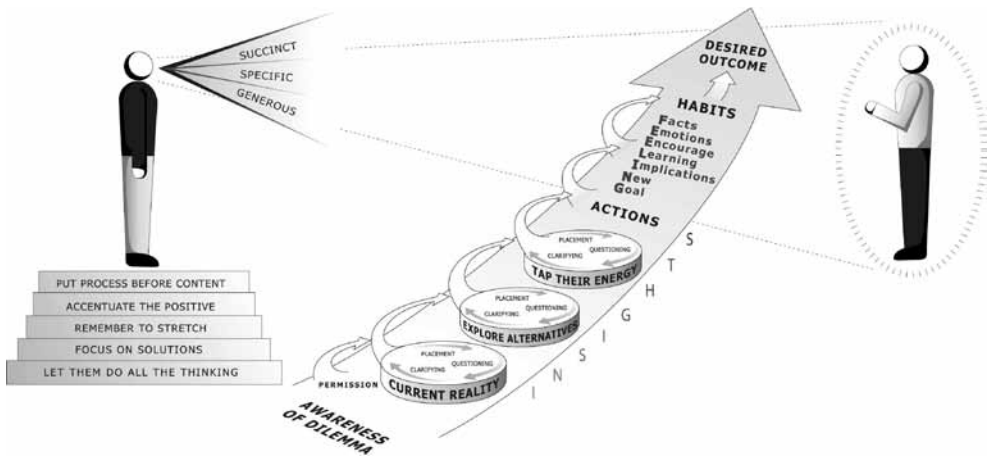 SUCCINCT
SPECIFIC
GENEROUS
PUT PROCESS BEFORE CONTENT
ACCENTUATE THE POSITIVE
REMEMBER TO STRETCH
FOCUS ON SOLUTIONS
LET THEM DO ALL THE THINKING
DESIRED
OUTCOME
HABITS
Facts
Emotions
Encourage
Learning
Implications
New
Goal
ACTIONS
PLACEMENT
QUESTIONING
CLARIFYING
TAP THEIR ENERGY
PLACEMENT
QUESTIONING
CLARIFYING
EXPLORE ALTERNATIVES
PLACEMENT
QUESTIONING
CLARIFYING
CURRENT REALITY
PERMISSION
AWARENESS
OF DILEMMA
INSIGHTS